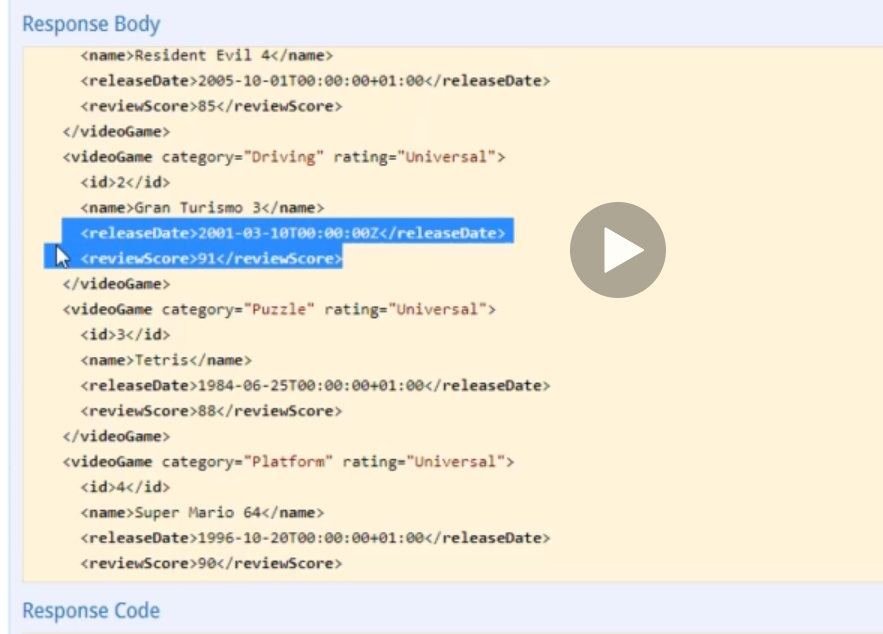 Response Body
<name>Resident Evil 4</name>
<releaseDate>2005-10-01T00:00:00+01:00</releaseDate>
<reviewScore>85</reviewScore>
</videoGame>
<videoGame category="Driving" rating="Universal">
<id>2</id>
<name>Gran Turismo 3</name>
<releaseDate>2001-03-10T00:00:00Z</releaseDate>
<reviewScore>91</reviewScore>
</videoGame>
<videoGame category="Puzzle" rating="Universal">
<id>3</id>
<name>Tetris</name>
<releaseDate>1984-06-25T00:00:00+01:00</releaseDate>
<reviewScore>88</reviewScore>
</videoGame>
<videoGame category="Platform" rating="Universal">
<id>4</id>
<name>Super Mario 64</name>
<releaseDate>1996-10-20T00:00:00+01:00</releaseDate>
<reviewScore>90</reviewScore>
Response Code